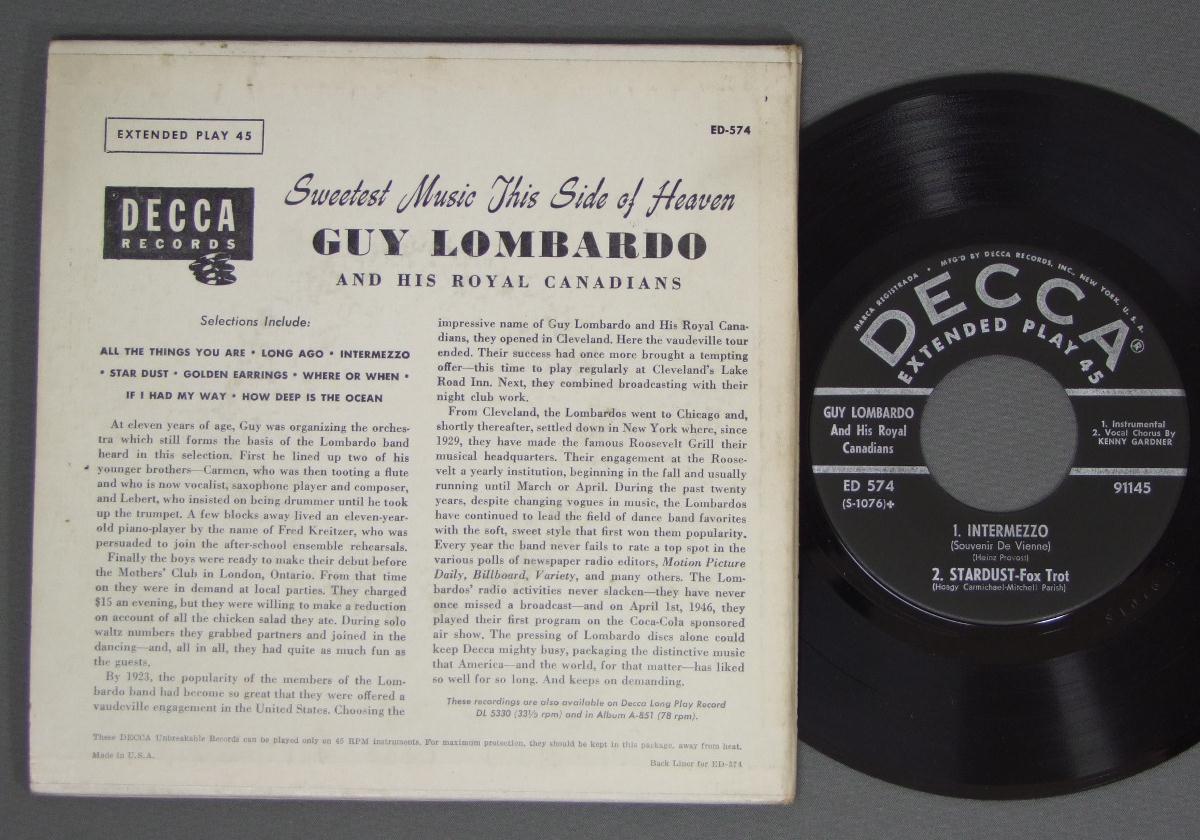 EXTENDED PLAY 45
ED-574
DECCA
RECORDS
Sweetest Music This Side of Heaven
GUY LOMBARDO
AND HIS ROYAL CANADIANS
Selections Include:
ALL THE THINGS YOU ARE • LONG AGO • INTERMEZZO
• STAR DUST • GOLDEN EARRINGS • WHERE OR WHEN •
IF I HAD MY WAY • HOW DEEP IS THE OCEAN
At eleven years of age, Guy was organizing the orches-
tra which still forms the basis of the Lombardo band
heard in this selection. First he lined up two of his
younger brothers—Carmen, who was then tooting a flute
and who is now vocalist, saxophone player and composer,
and Lebert, who insisted on being drummer until he took
up the trumpet. A few blocks away lived an eleven-year-
old piano-player by the name of Fred Kreitzer, who was
persuaded to join the after-school ensemble rehearsals.
Finally the boys were ready to make their debut before
the Mothers' Club in London, Ontario. From that time
on they were in demand at local parties. They charged
$15 an evening, but they were willing to make a reduction
on account of all the chicken salad they ate. During solo
waltz numbers they grabbed partners and joined in the
dancing—and, all in all, they had quite as much fun as
the guests.
By 1923, the popularity of the members of the Lom-
bardo band had become so great that they were offered a
vaudeville engagement in the United States. Choosing the
impressive name of Guy Lombardo and His Royal Cana-
dians, they opened in Cleveland. Here the vaudeville tour
ended. Their success had once more brought a tempting
offer—this time to play regularly at Cleveland's Lake
Road Inn. Next, they combined broadcasting with their
night club work.
From Cleveland, the Lombardos went to Chicago and,
shortly thereafter, settled down in New York where, since
1929, they have made the famous Roosevelt Grill their
musical headquarters. Their engagement at the Roose-
velt a yearly institution, beginning in the fall and usually
running until March or April. During the past twenty
years, despite changing vogues in music, the Lombardos
have continued to lead the field of dance band favorites
with the soft, sweet style that first won them popularity.
Every year the band never fails to rate a top spot in the
various polls of newspaper radio editors, Motion Picture
Daily, Billboard, Variety, and many others. The Lom-
bardos' radio activities never slacken—they have never
once missed a broadcast—and on April 1st, 1946, they
played their first program on the Coca-Cola sponsored
air show. The pressing of Lombardo discs alone could
keep Decca mighty busy, packaging the distinctive music
that America—and the world, for that matter—has liked
so well for so long. And keeps on demanding.
These recordings are also available on Decca Long Play Record
DL 5330 (33⅓ rpm) and in Album A-851 (78 rpm).
These DECCA Unbreakable Records can be played only on 45 RPM instruments. For maximum protection, they should be kept in this package, away from heat.
Made in U.S.A.
Back Liner for ED-574
MARCA REGISTRADA • MFG'D BY DECCA RECORDS, INC., NEW YORK, U. S. A.
DECCA®
EXTENDED PLAY 45
GUY LOMBARDO
And His Royal
Canadians
1. Instrumental
2. Vocal Chorus By
KENNY GARDNER
ED 574
(S-1076)+
91145
1. INTERMEZZO
(Souvenir De Vienne)
(Heinz Provost)
2. STARDUST-Fox Trot
(Hoagy Carmichael-Mitchell Parish)